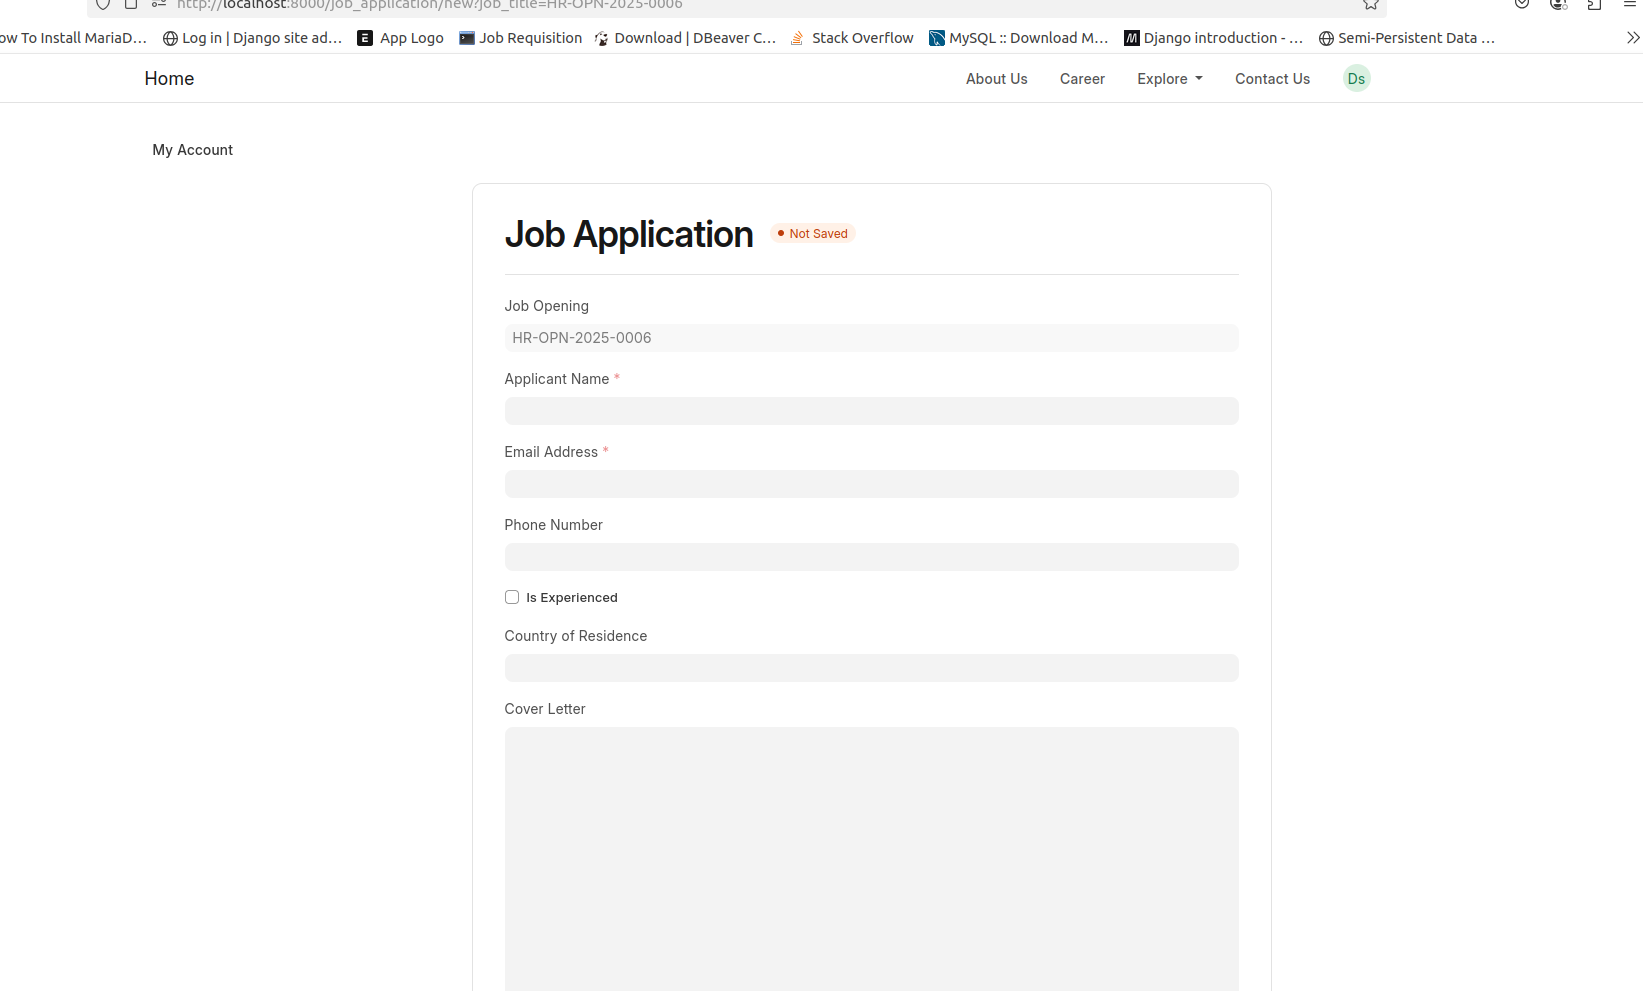 http://localhost:8000/job_application/new?job_title=HR-OPN-2025-0006
ow To Install MariaD... Log in | Django site ad... App Logo Job Requisition Download | DBeaver C... Stack Overflow MySQL :: Download M... Django introduction - ... Semi-Persistent Data ...
Home About Us Career Explore Contact Us Ds
My Account
Job Application Not Saved
Job Opening
HR-OPN-2025-0006
Applicant Name *
Email Address *
Phone Number
Is Experienced
Country of Residence
Cover Letter